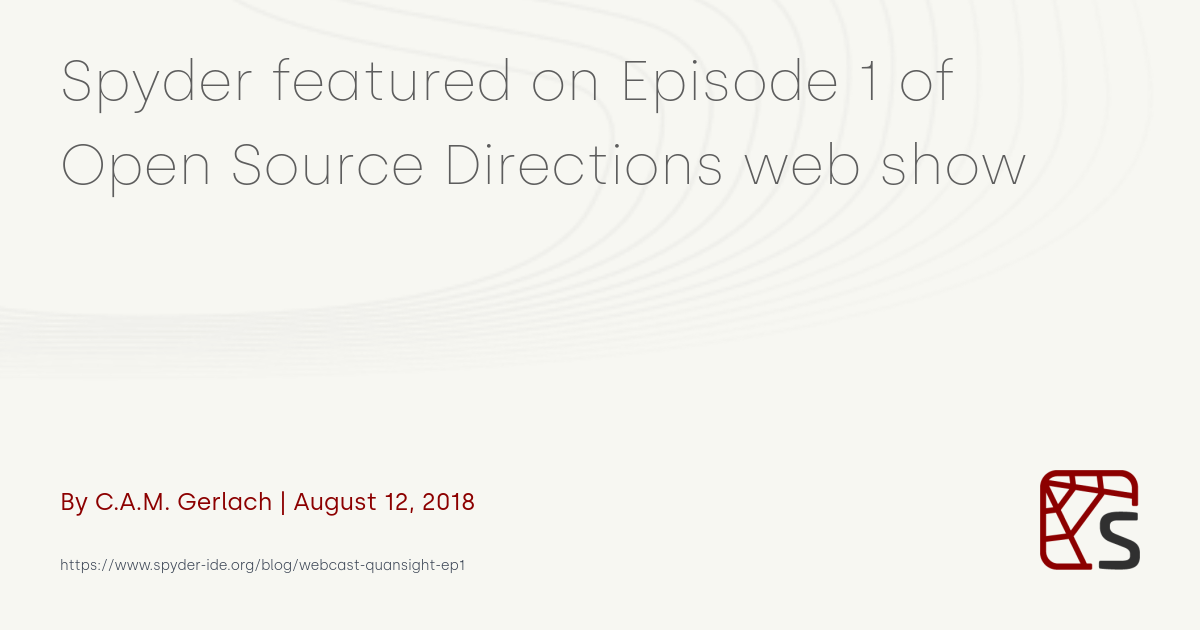 Spyder featured on Episode 1 of
Open Source Directions web show
By C.A.M. Gerlach | August 12, 2018
https://www.spyder-ide.org/blog/webcast-quansight-ep1
S